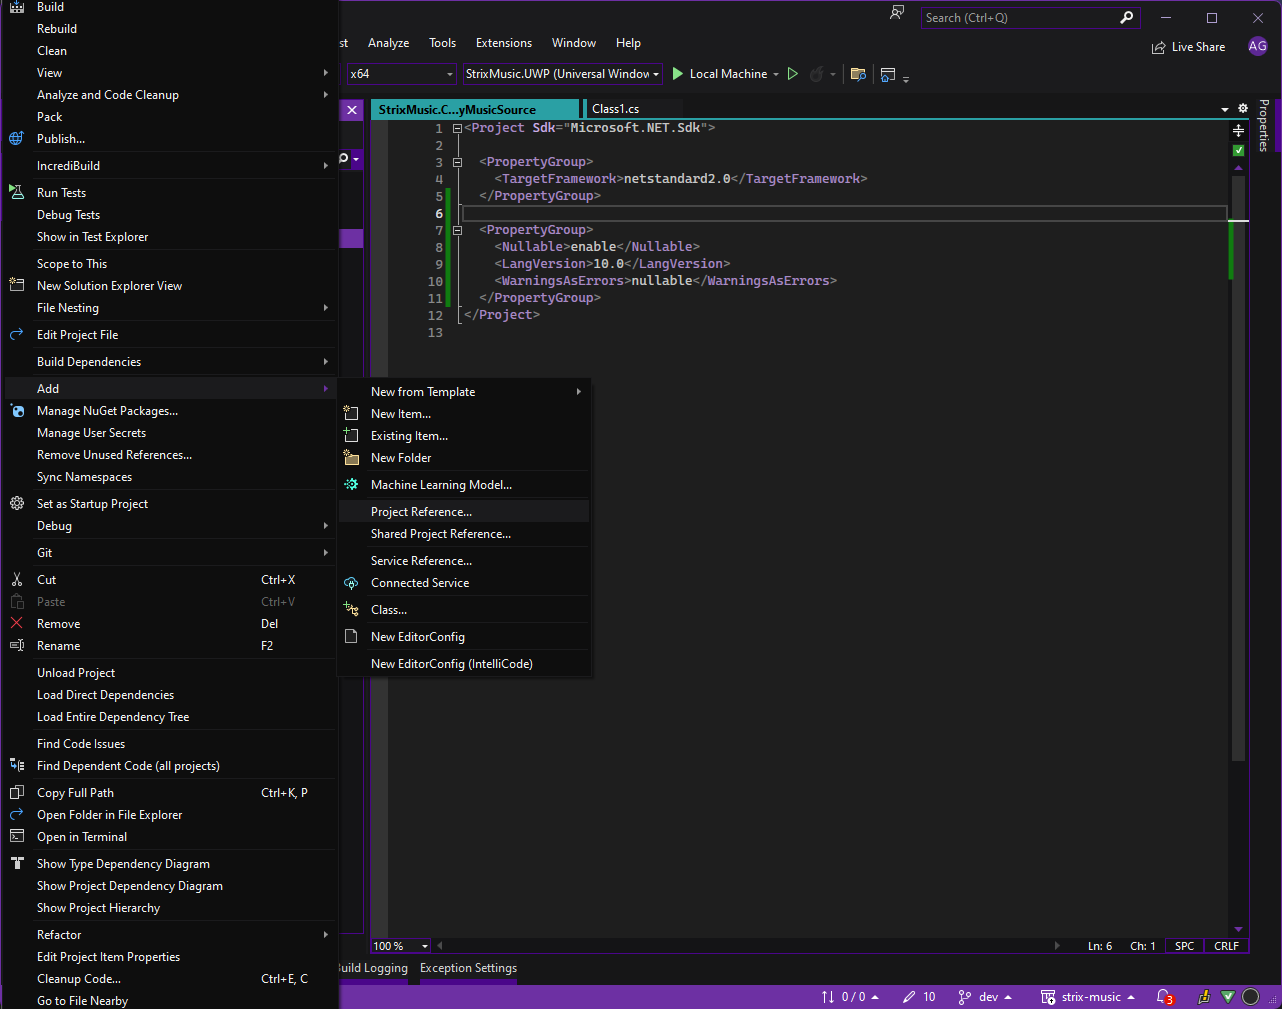 Build
Rebuild
Clean
View
Analyze and Code Cleanup
Pack
Publish...
IncrediBuild
Run Tests
Debug Tests
Show in Test Explorer
Scope to This
New Solution Explorer View
File Nesting
Edit Project File
Build Dependencies
Add
Manage NuGet Packages...
Manage User Secrets
Remove Unused References...
Sync Namespaces
Set as Startup Project
Debug
Git
Cut Ctrl+X
Paste Ctrl+V
Remove Del
Rename F2
Unload Project
Load Direct Dependencies
Load Entire Dependency Tree
Find Code Issues
Find Dependent Code (all projects)
Copy Full Path Ctrl+K, P
Open Folder in File Explorer
Open in Terminal
Show Type Dependency Diagram
Show Project Dependency Diagram
Show Project Hierarchy
Refactor
Edit Project Item Properties
Cleanup Code... Ctrl+E, C
Go to File Nearby
New from Template
New Item...
Existing Item...
New Folder
Machine Learning Model...
Project Reference...
Shared Project Reference...
Service Reference...
Connected Service
Class...
New EditorConfig
New EditorConfig (IntelliCode)
Search (Ctrl+Q)
st Analyze Tools Extensions Window Help
Live Share AG
x64 StrixMusic.UWP (Universal Window Local Machine
StrixMusic.C...yMusicSource Class1.cs
Properties
1 <Project Sdk="Microsoft.NET.Sdk">
2
3 <PropertyGroup>
4 <TargetFramework>netstandard2.0</TargetFramework>
5 </PropertyGroup>
6
7 <PropertyGroup>
8 <Nullable>enable</Nullable>
9 <LangVersion>10.0</LangVersion>
10 <WarningsAsErrors>nullable</WarningsAsErrors>
11 </PropertyGroup>
12 </Project>
13
100 % Ln: 6 Ch: 1 SPC CRLF
Build Logging Exception Settings
0 / 0 10 dev strix-music 3